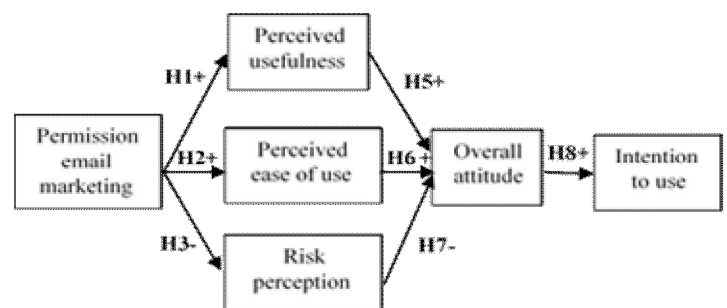 Perceived
usefulness
H1+
H5+
Permission
email
marketing
H2+
Perceived
ease of use
H6 +
Overall
attitude
H8+
Intention
to use
H3-
Risk
perception
H7-